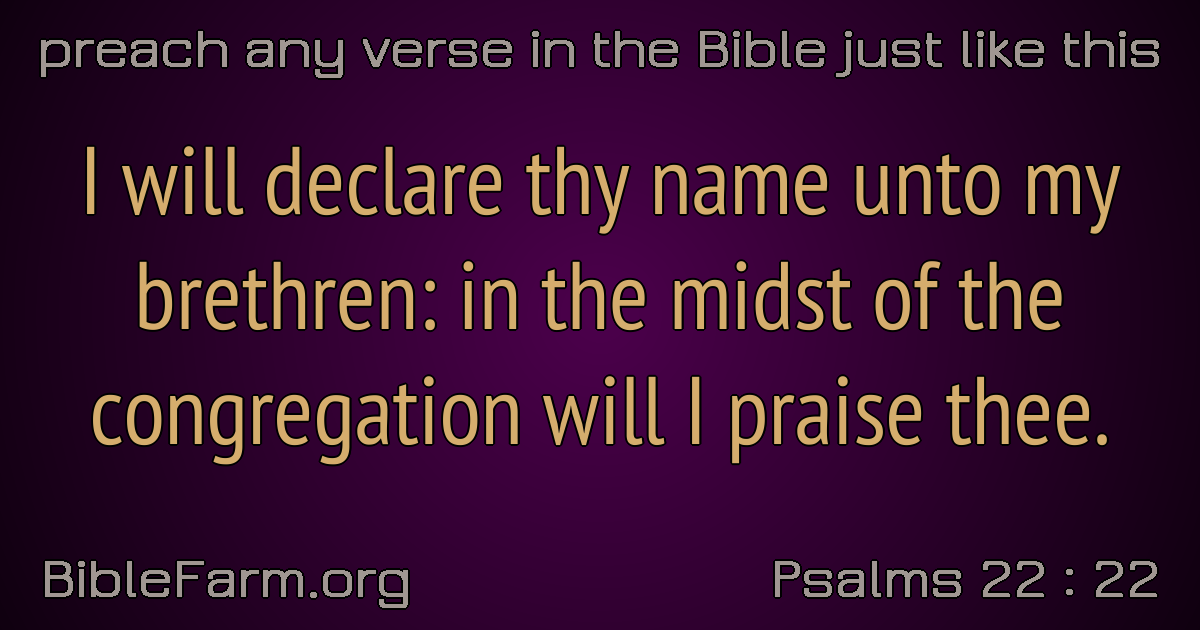 preach any verse in the Bible just like this
I will declare thy name unto my
brethren: in the midst of the
congregation will I praise thee.
BibleFarm.org
Psalms 22 : 22